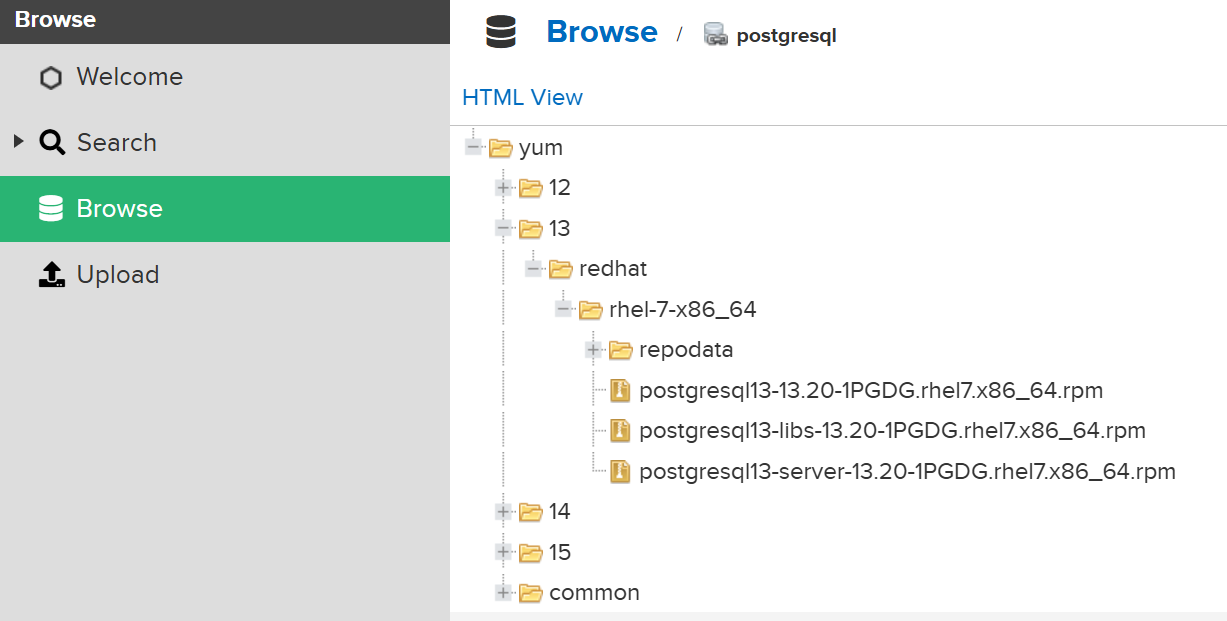 Browse
Welcome
Search
Browse
Upload
Browse / postgresql
HTML View
yum
12
13
redhat
rhel-7-x86_64
repodata
postgresql13-13.20-1PGDG.rhel7.x86_64.rpm
postgresql13-libs-13.20-1PGDG.rhel7.x86_64.rpm
postgresql13-server-13.20-1PGDG.rhel7.x86_64.rpm
14
15
common